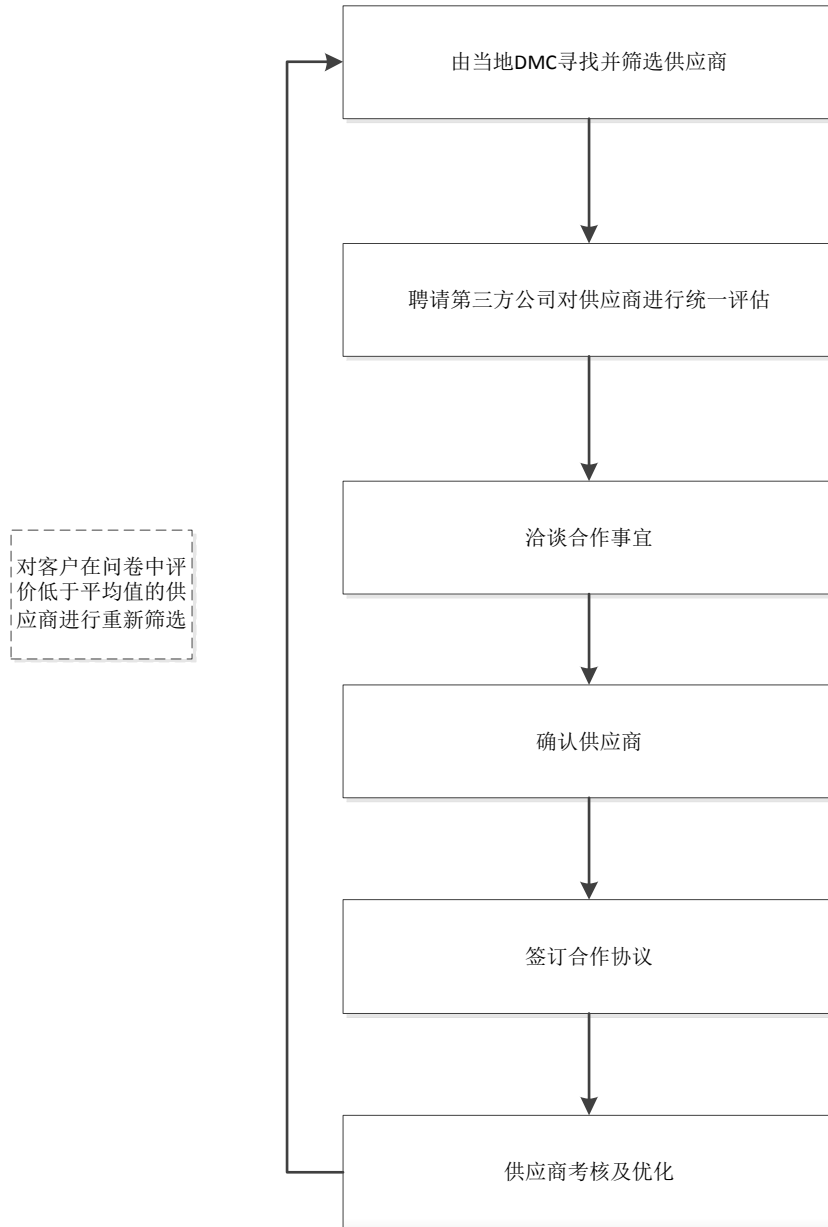 由当地DMC寻找并筛选供应商
聘请第三方公司对供应商进行统一评估
洽谈合作事宜
对客户在问卷中评
价低于平均值的供
应商进行重新筛选
确认供应商
签订合作协议
供应商考核及优化